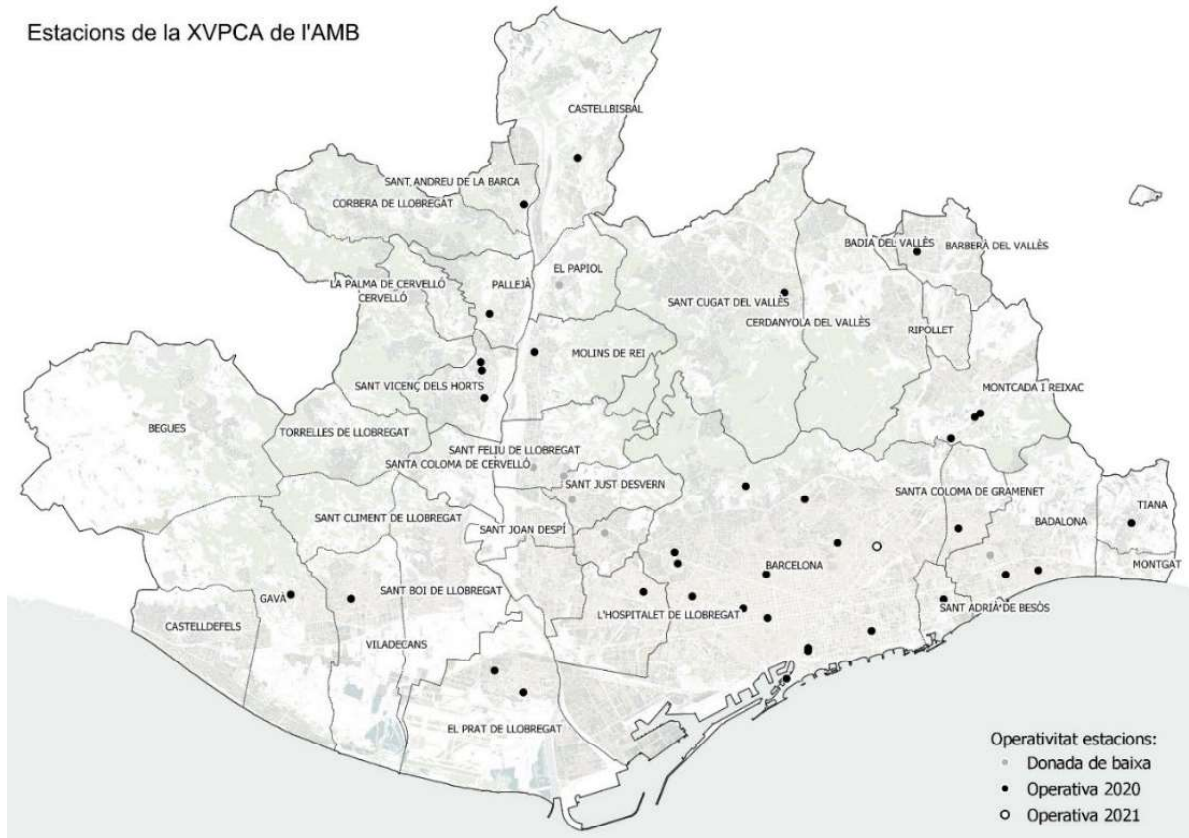 Estacions de la XVPCA de l'AMB
CASTELLBISBAL
SANT ANDREU DE LA BARCA
CORBERA DE LLOBREGAT
BADIA DEL VALLÈS
BARBERÀ DEL VALLÈS
EL PAPIOL
LA PALMA DE CERVELLÓ
PALLEJÀ
CERVELLÓ
SANT CUGAT DEL VALLÈS
CERDANYOLA DEL VALLÈS
RIPOLLET
MOLINS DE REI
SANT VICENÇ DELS HORTS
MONTCADA I REIXAC
BEGUES
TORRELLES DE LLOBREGAT
SANT FELIU DE LLOBREGAT
SANTA COLOMA DE CERVELLÓ
SANT JUST DESVERN
SANTA COLOMA DE GRAMENET
TIANA
SANT CLIMENT DE LLOBREGAT
SANT JOAN DESPÍ
BADALONA
BARCELONA
MONTGAT
SANT BOI DE LLOBREGAT
GAVÀ
L'HOSPITALET DE LLOBREGAT
SANT ADRIÀ DE BESÒS
CASTELLDEFELS
VILADECANS
EL PRAT DE LLOBREGAT
Operativitat estacions:
Donada de baixa
Operativa 2020
Operativa 2021